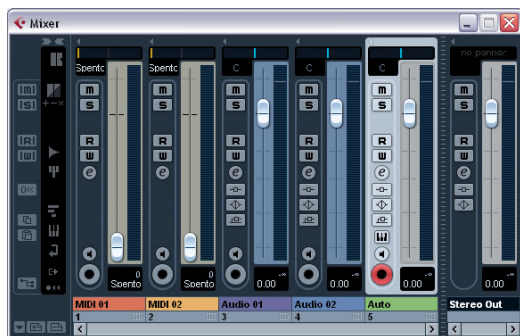 Mixer
Spento Spento C C C no panner
[M] m m m m m m
[S] S S S S S S
[R] R R R R R R
[W] W W W W W W
e e e e e e
0 0 -∞ -∞ -∞ -∞
Spento Spento 0.00 0.00 0.00 0.00
MIDI 01 MIDI 02 Audio 01 Audio 02 Auto Stereo Out
1 2 3 4 5